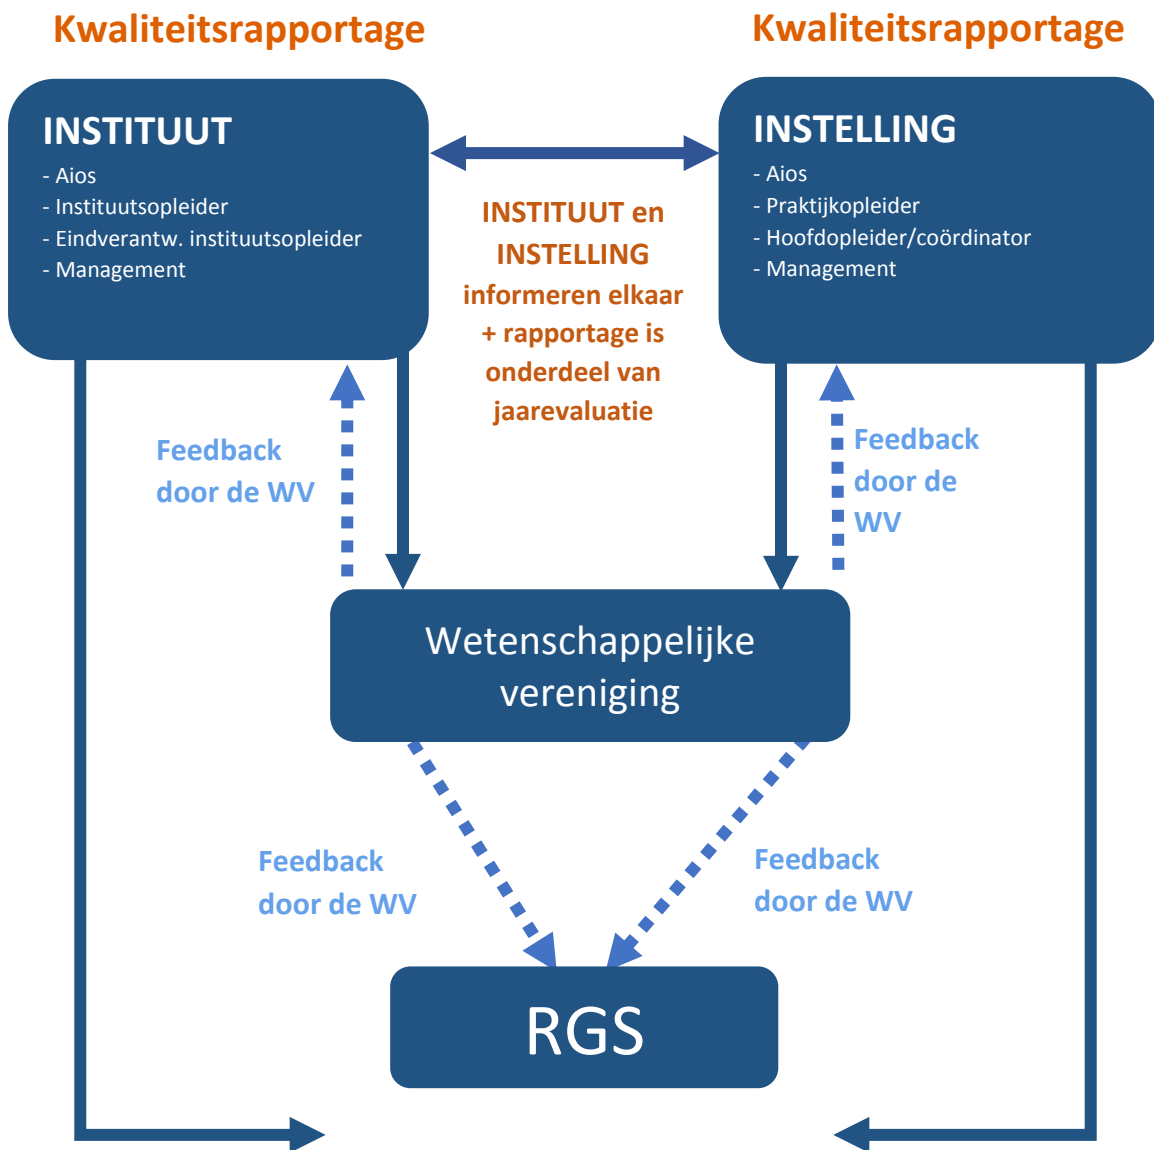 Kwaliteitsrapportage
Kwaliteitsrapportage
INSTITUUT
- Aios
- Instituutsopleider
- Eindverantw. instituutsopleider
- Management
INSTELLING
- Aios
- Praktijkopleider
- Hoofdopleider/coördinator
- Management
INSTITUUT en
INSTELLING
informeren elkaar
+ rapportage is
onderdeel van
jaarevaluatie
Feedback
door de WV
Feedback
door de
WV
Wetenschappelijke
vereniging
Feedback
door de WV
Feedback
door de WV
RGS